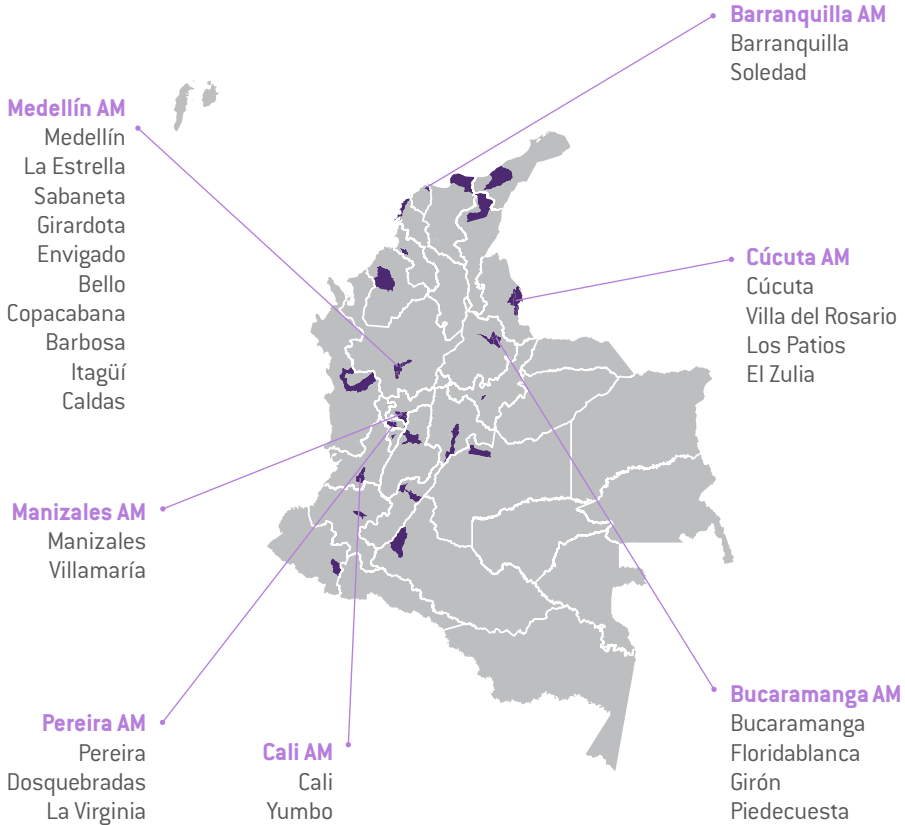 Barranquilla AM
Barranquilla
Soledad
Medellín AM
Medellín
La Estrella
Sabaneta
Girardota
Envigado
Bello
Copacabana
Barbosa
Itagüí
Caldas
Cúcuta AM
Cúcuta
Villa del Rosario
Los Patios
El Zulia
Manizales AM
Manizales
Villamaría
Pereira AM
Pereira
Dosquebradas
La Virginia
Cali AM
Cali
Yumbo
Bucaramanga AM
Bucaramanga
Floridablanca
Girón
Piedecuesta